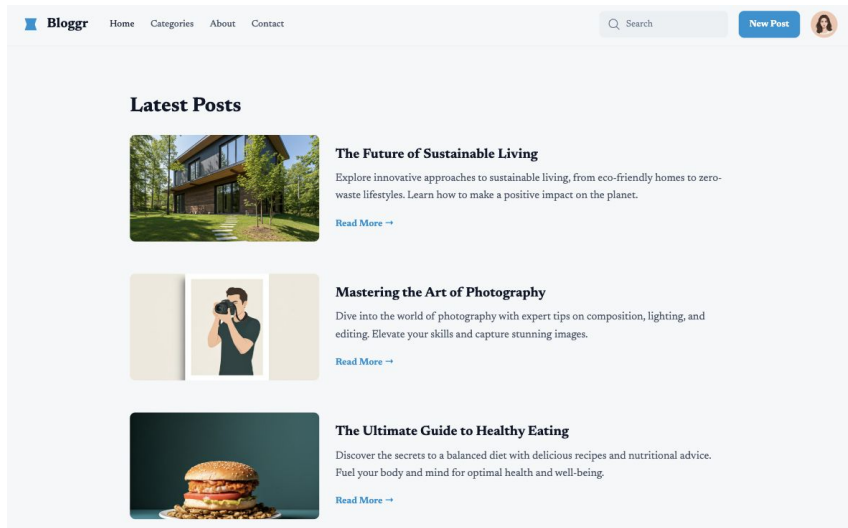 Bloggr
Home
Categories
About
Contact
Search
New Post
Latest Posts
The Future of Sustainable Living
Explore innovative approaches to sustainable living, from eco-friendly homes to zero-
waste lifestyles. Learn how to make a positive impact on the planet.
Read More →
Mastering the Art of Photography
Dive into the world of photography with expert tips on composition, lighting, and
editing. Elevate your skills and capture stunning images.
Read More →
The Ultimate Guide to Healthy Eating
Discover the secrets to a balanced diet with delicious recipes and nutritional advice.
Fuel your body and mind for optimal health and well-being.
Read More →